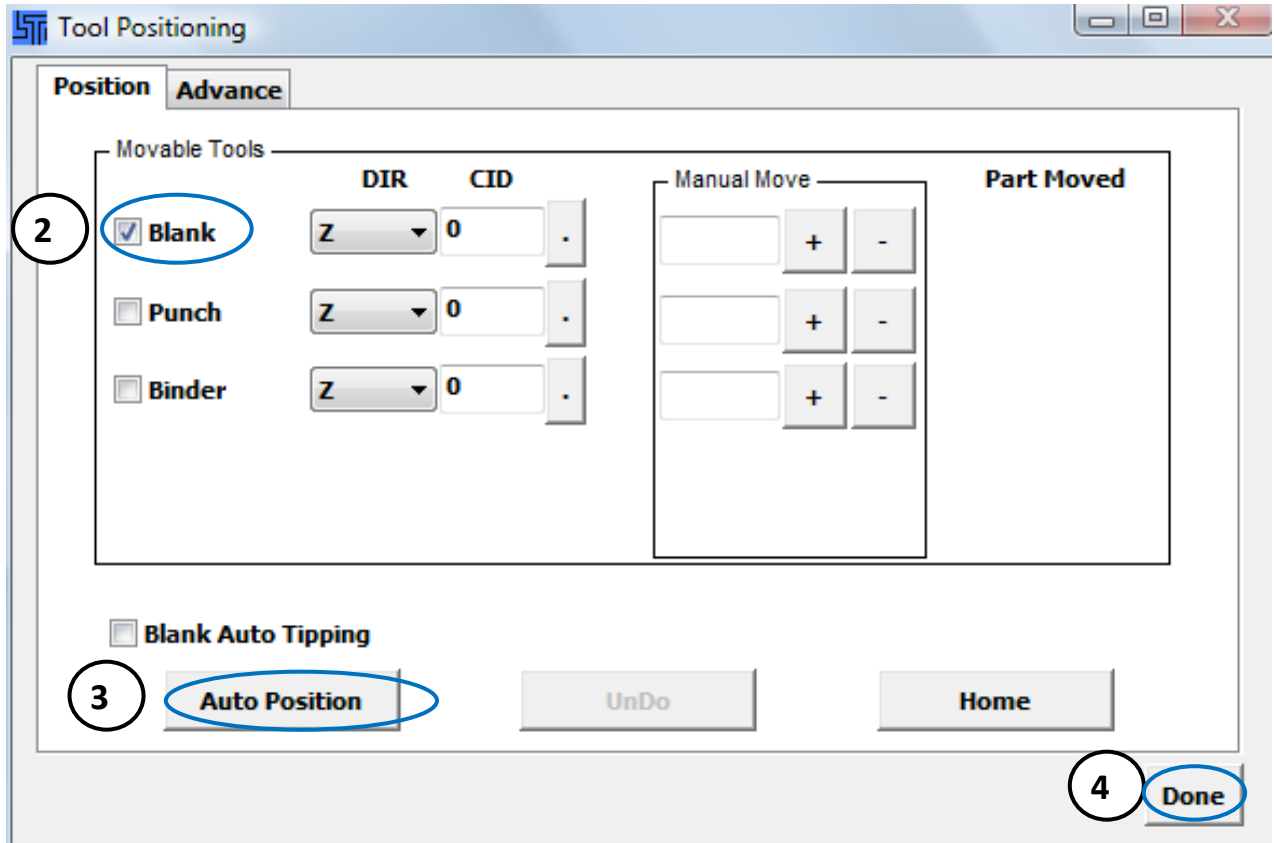 Tool Positioning
Position Advance
Movable Tools
DIR CID Manual Move Part Moved
2 Blank Z 0 . + -
Punch Z 0 . + -
Binder Z 0 . + -
Blank Auto Tipping
3 Auto Position UnDo Home
4 Done